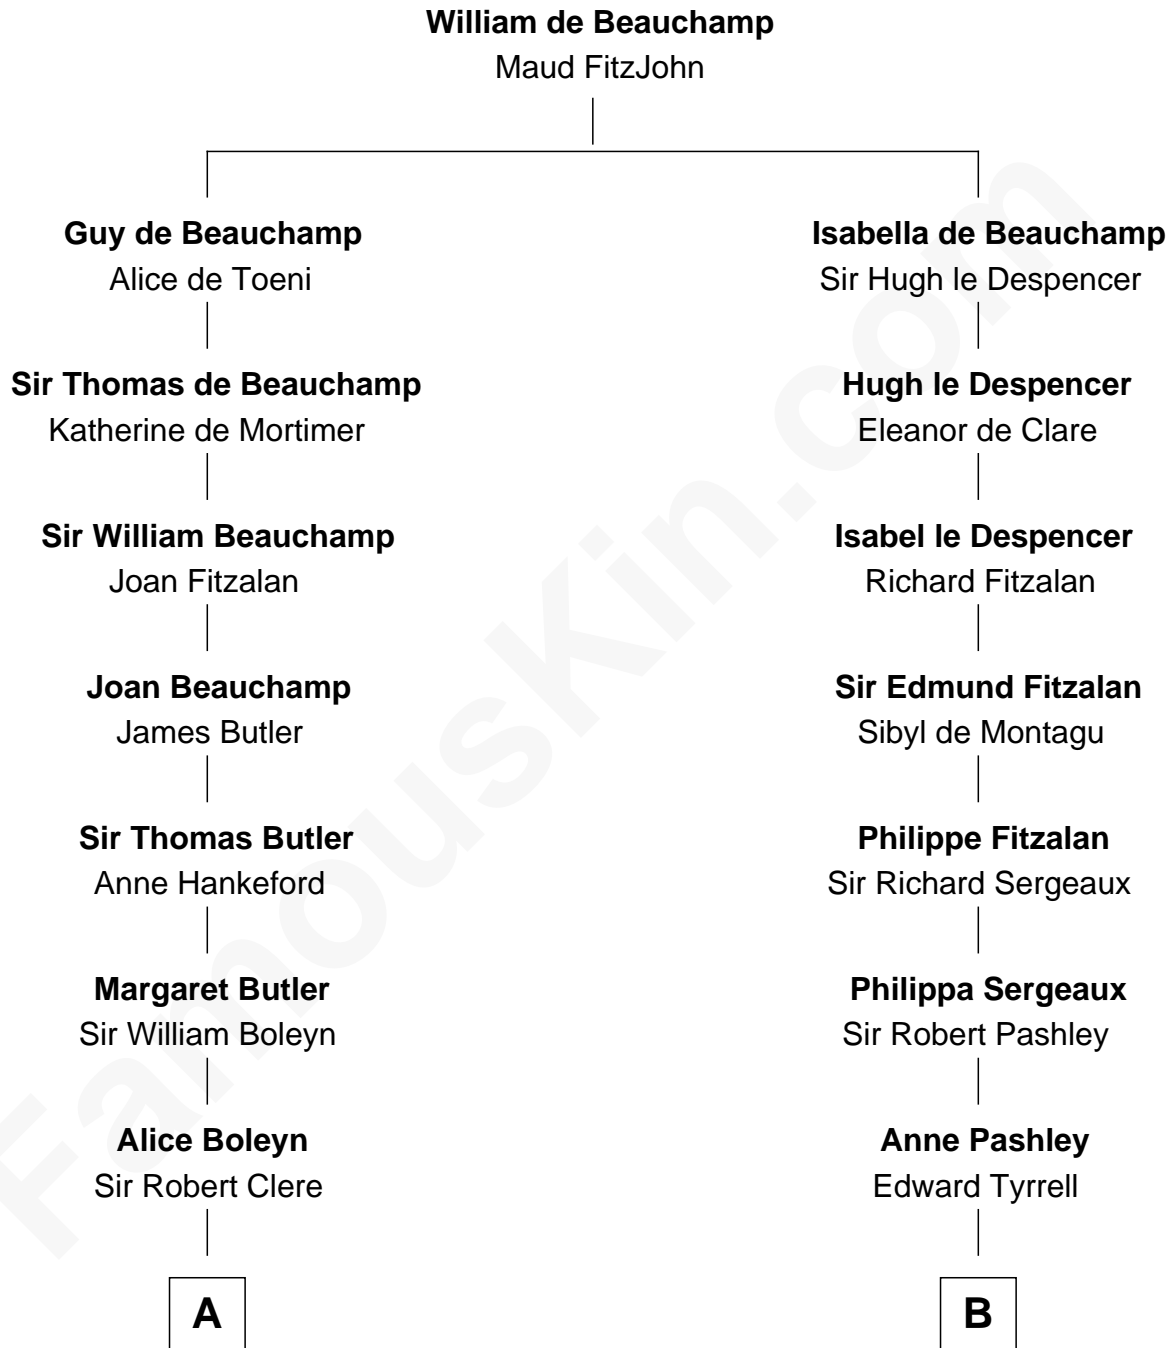 William de Beauchamp
Maud FitzJohn
Guy de Beauchamp
Alice de Toeni
Isabella de Beauchamp
Sir Hugh le Despencer
Sir Thomas de Beauchamp
Katherine de Mortimer
Hugh le Despencer
Eleanor de Clare
Sir William Beauchamp
Joan Fitzalan
Isabel le Despencer
Richard Fitzalan
Joan Beauchamp
James Butler
Sir Edmund Fitzalan
Sibyl de Montagu
Sir Thomas Butler
Anne Hankeford
Philippe Fitzalan
Sir Richard Sergeaux
Margaret Butler
Sir William Boleyn
Philippa Sergeaux
Sir Robert Pashley
Alice Boleyn
Sir Robert Clere
Anne Pashley
Edward Tyrrell
A
B
FamousKin.com